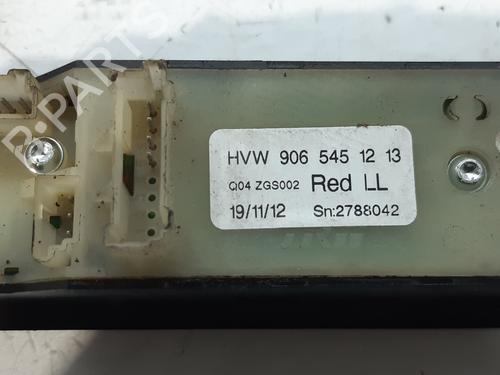 B-PARTS
HVW 906 545 12 13
Q04 ZGS002 Red LL
19/11/12 Sn:2788042